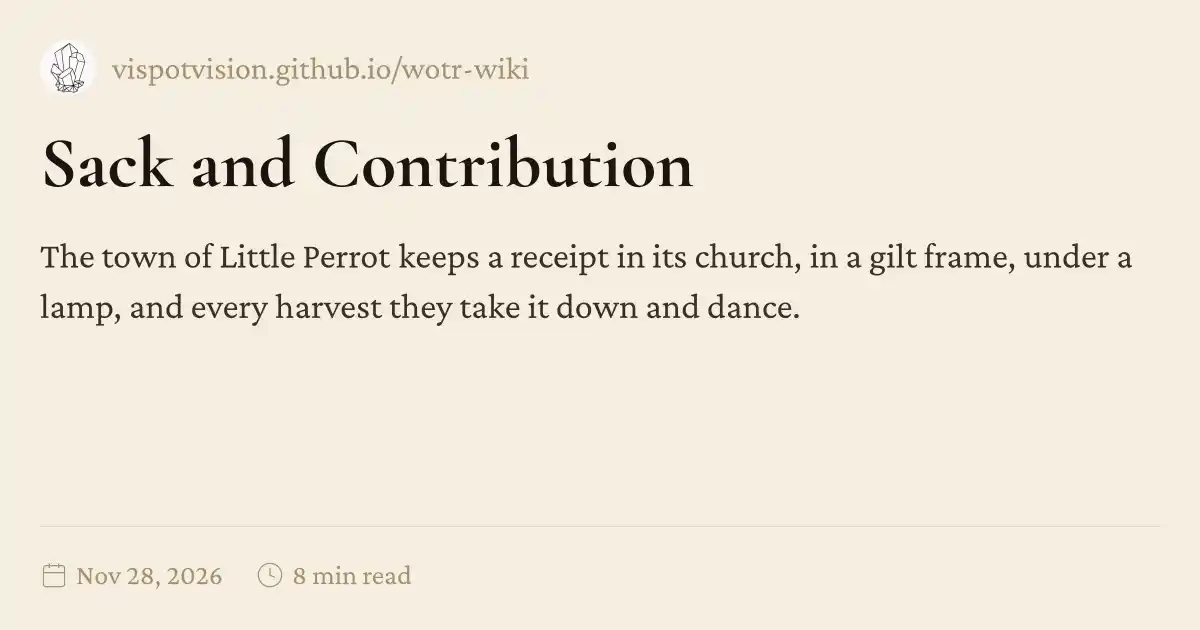 vispotvision.github.io/wotr-wiki
Sack and Contribution
The town of Little Perrot keeps a receipt in its church, in a gilt frame, under a
lamp, and every harvest they take it down and dance.
Nov 28, 2026 8 min read